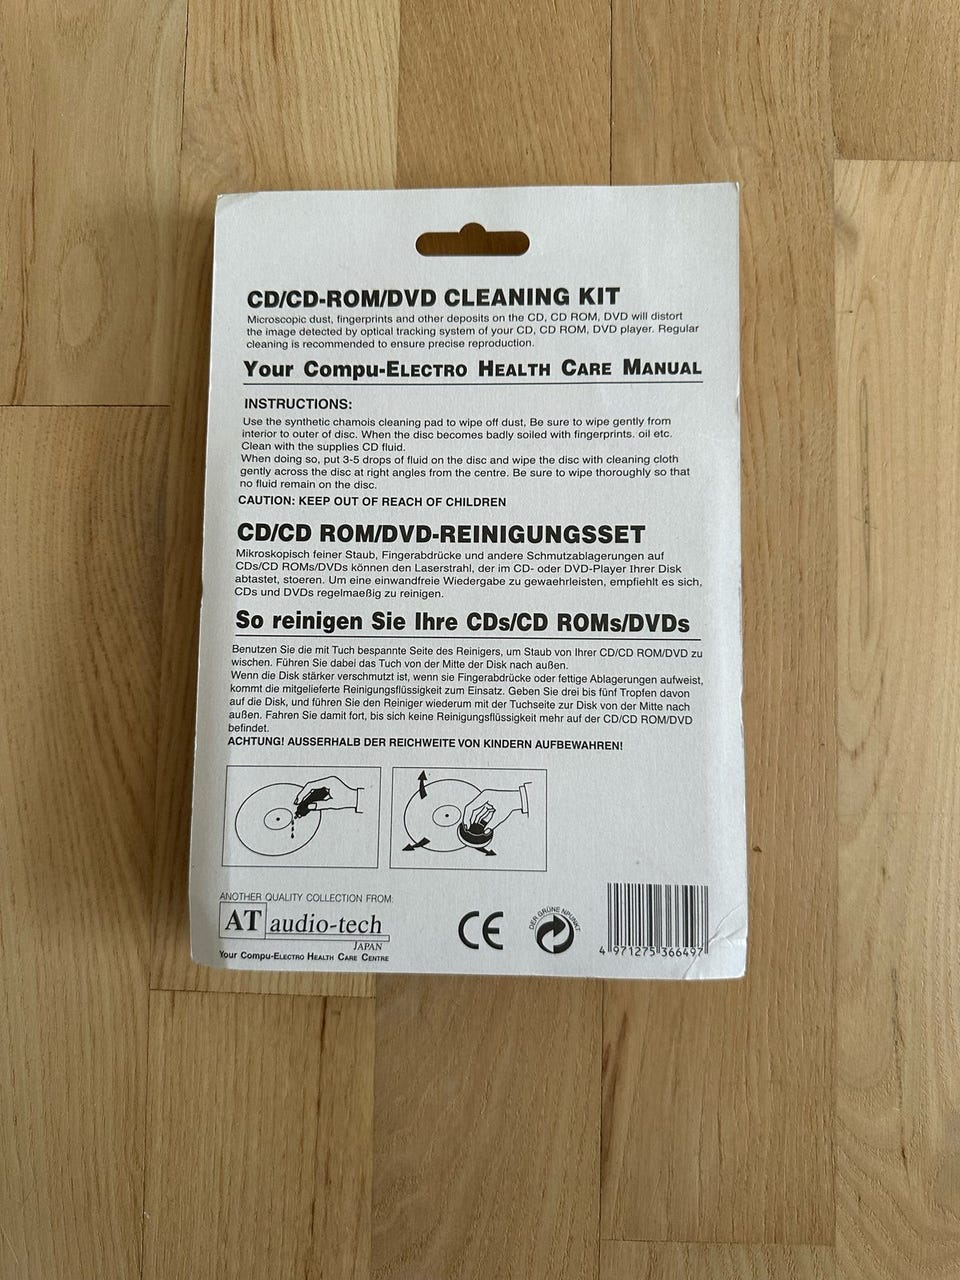 CD/CD-ROM/DVD CLEANING KIT
Microscopic dust, fingerprints and other deposits on the CD, CD ROM, DVD will distort
the image detected by optical tracking system of your CD, CD ROM, DVD player. Regular
cleaning is recommended to ensure precise reproduction.
Your Compu-Electro Health Care Manual
INSTRUCTIONS:
Use the synthetic chamois cleaning pad to wipe off dust, Be sure to wipe gently from
interior to outer of disc. When the disc becomes badly soiled with fingerprints. oil etc.
Clean with the supplies CD fluid.
When doing so, put 3-5 drops of fluid on the disc and wipe the disc with cleaning cloth
gently across the disc at right angles from the centre. Be sure to wipe thoroughly so that
no fluid remain on the disc.
CAUTION: KEEP OUT OF REACH OF CHILDREN
CD/CD ROM/DVD-REINIGUNGSSET
Mikroskopisch feiner Staub, Fingerabdrücke und andere Schmutzablagerungen auf
CDs/CD ROMs/DVDs können den Laserstrahl, der im CD- oder DVD-Player Ihrer Disk
abtastet, stoeren. Um eine einwandfreie Wiedergabe zu gewaehrleisten, empfiehlt es sich,
CDs und DVDs regelmaeßig zu reinigen.
So reinigen Sie Ihre CDs/CD ROMs/DVDs
Benutzen Sie die mit Tuch bespannte Seite des Reinigers, um Staub von Ihrer CD/CD ROM/DVD zu
wischen. Führen Sie dabei das Tuch von der Mitte der Disk nach außen.
Wenn die Disk stärker verschmutzt ist, wenn sie Fingerabdrücke oder fettige Ablagerungen aufweist,
kommt die mitgelieferte Reinigungsflüssigkeit zum Einsatz. Geben Sie drei bis fünf Tropfen davon
auf die Disk, und führen Sie den Reiniger wiederum mit der Tuchseite zur Disk von der Mitte nach
außen. Fahren Sie damit fort, bis sich keine Reinigungsflüssigkeit mehr auf der CD/CD ROM/DVD
befindet.
ACHTUNG! AUSSERHALB DER REICHWEITE VON KINDERN AUFBEWAHREN!
ANOTHER QUALITY COLLECTION FROM:
AT audio-tech
JAPAN
Your Compu-Electro Health Care Centre
CE
DER GRÜNE NPUNKT
4 971275 366497